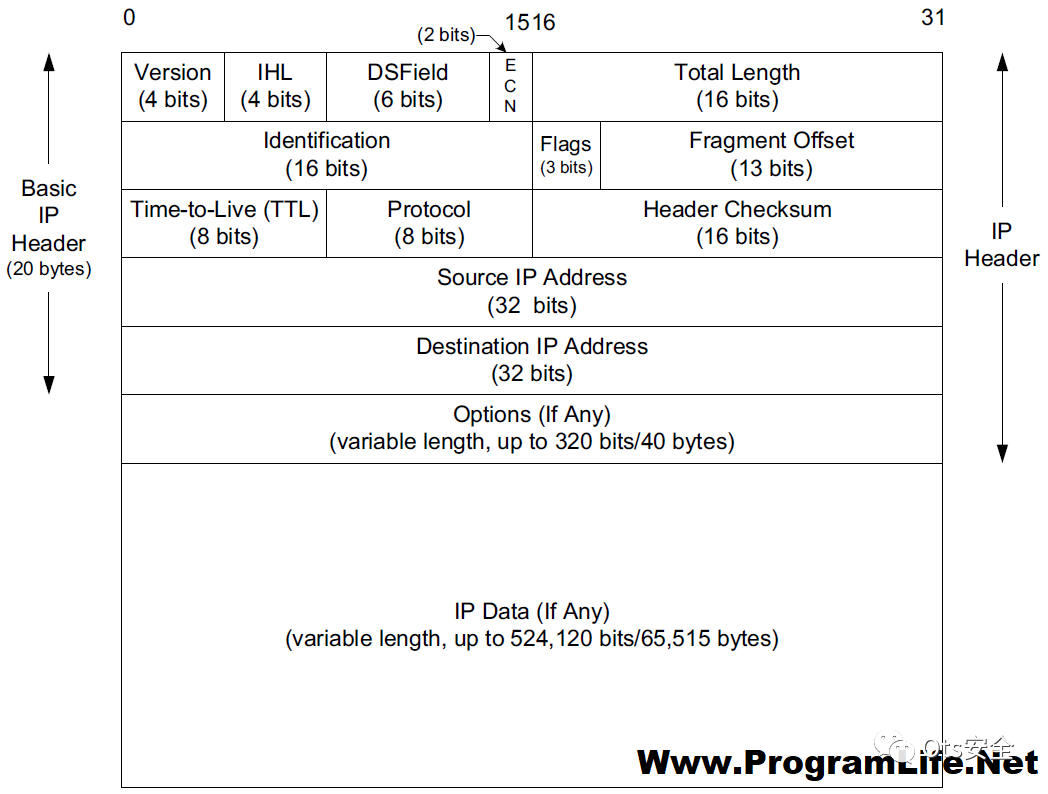 0
1516
31
(2 bits)
Version
(4 bits)
IHL
(4 bits)
DSField
(6 bits)
E
C
N
Total Length
(16 bits)
Identification
(16 bits)
Flags
(3 bits)
Fragment Offset
(13 bits)
Time-to-Live (TTL)
(8 bits)
Protocol
(8 bits)
Header Checksum
(16 bits)
Source IP Address
(32  bits)
Destination IP Address
(32 bits)
Options (If Any)
(variable length, up to 320 bits/40 bytes)
IP Data (If Any)
(variable length, up to 524,120 bits/65,515 bytes)
Basic
IP
Header
(20 bytes)
IP
Header
Qts安全
Www.ProgramLife.Net